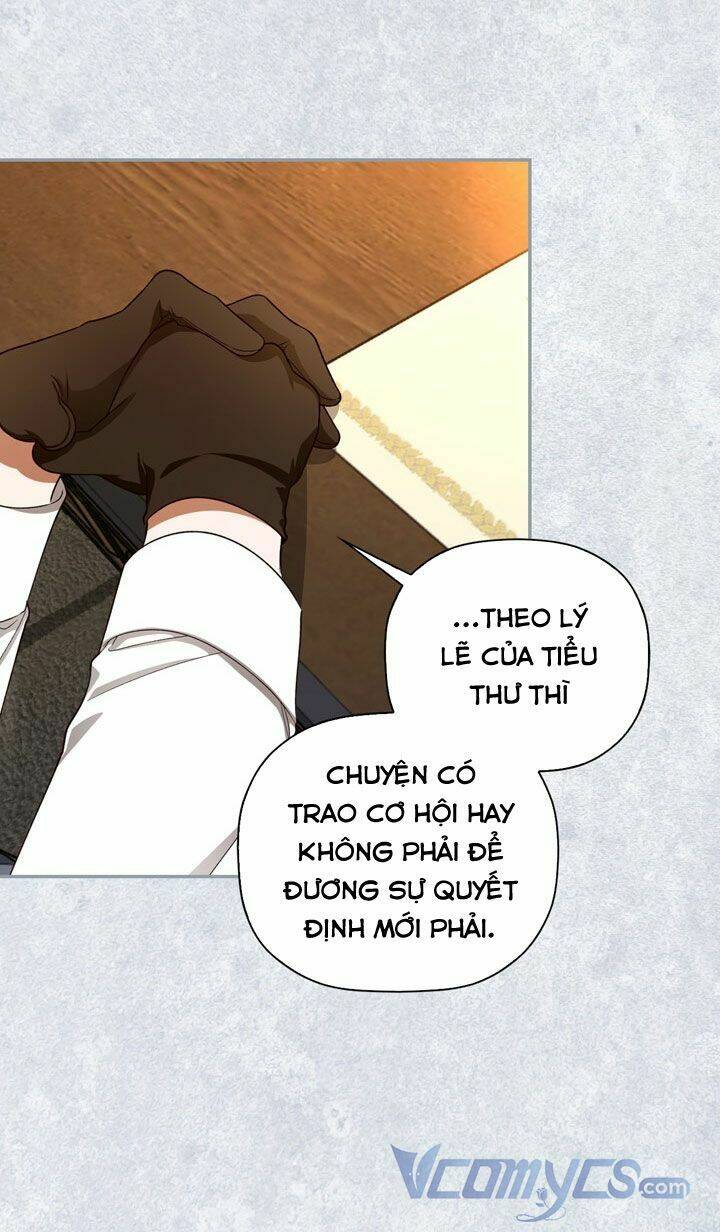 ...THEO LÝ
LẼ CỦA TIỂU
THƯ THÌ
CHUYỆN CÓ
TRAO CƠ HỘI HAY
KHÔNG PHẢI ĐỂ
ĐƯƠNG SỰ QUYẾT
ĐỊNH MỚI PHẢI.
VCOMYCS.com